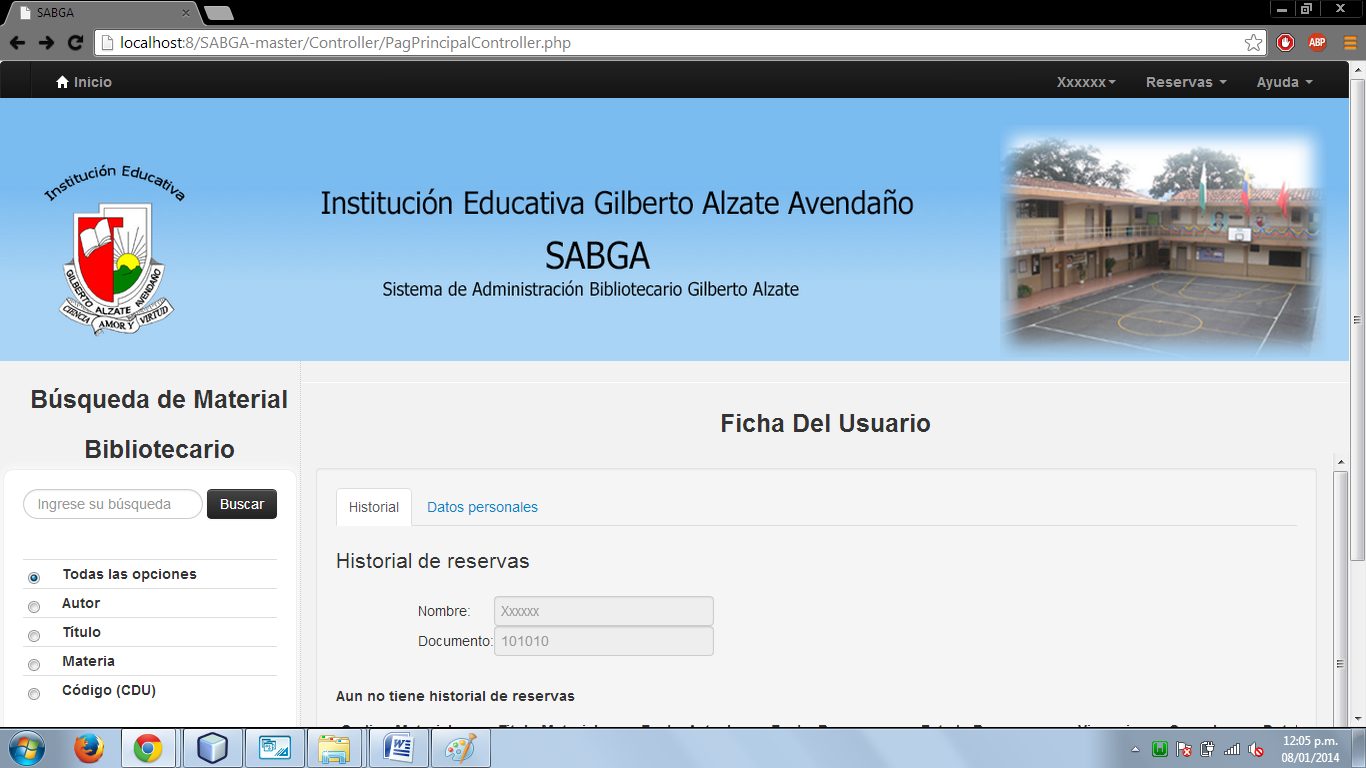 SABGA
localhost:8/SABGA-master/Controller/PagPrincipalController.php
ABP
Inicio
Xxxxxx
Reservas
Ayuda
Institución Educativa
GILBERTO ALZATE AVENDAÑO
CIENCIA AMOR Y VIRTUD
Institución Educativa Gilberto Alzate Avendaño
SABGA
Sistema de Administración Bibliotecario Gilberto Alzate
Búsqueda de Material
Bibliotecario
Ingrese su búsqueda
Buscar
Todas las opciones
Autor
Título
Materia
Código (CDU)
Ficha Del Usuario
Historial
Datos personales
Historial de reservas
Nombre:
Xxxxxx
Documento:
101010
Aun no tiene historial de reservas
12:05 p.m.
08/01/2014